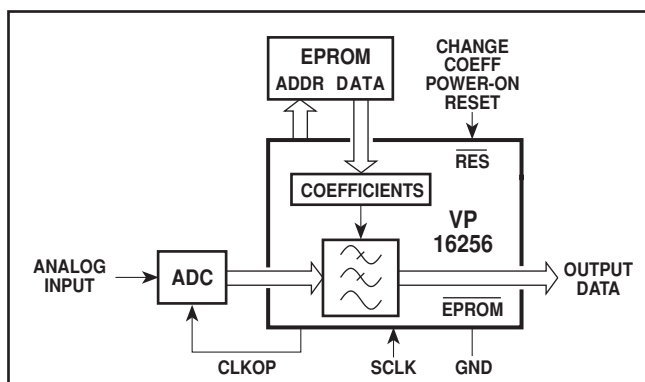 EPROM
ADDR DATA
CHANGE
COEFF
POWER-ON
RESET
RES
COEFFICIENTS
VP
16256
ANALOG
INPUT
ADC
OUTPUT
DATA
EPROM
CLKOP
SCLK
GND